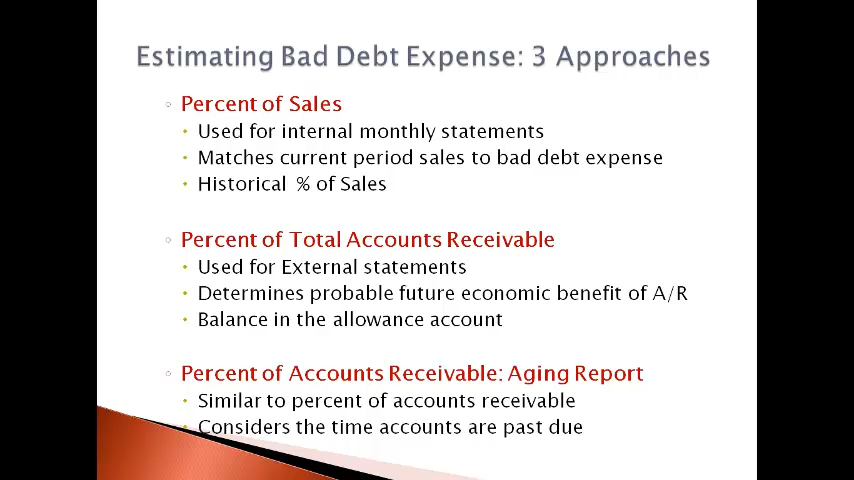 Estimating Bad Debt Expense: 3 Approaches
Percent of Sales
Used for internal monthly statements
Matches current period sales to bad debt expense
Historical % of Sales
Percent of Total Accounts Receivable
Used for External statements
Determines probable future economic benefit of A/R
Balance in the allowance account
Percent of Accounts Receivable: Aging Report
Similar to percent of accounts receivable
Considers the time accounts are past due